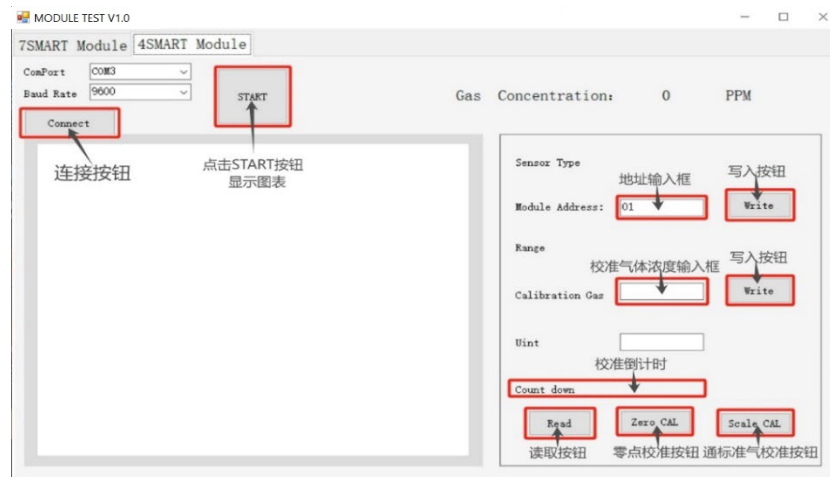 MODULE TEST V1.0
7SMART Module 4SMART Module
ComPort COM3
Baud Rate 9600
START
Gas Concentration: 0 PPM
Connect
连接按钮
点击START按钮
显示图表
Sensor Type
地址输入框
写入按钮
Module Address: 01 Write
Range
校准气体浓度输入框
写入按钮
Calibration Gas Write
Uint
校准倒计时
Count down
Read Zero CAL Scale CAL
读取按钮 零点校准按钮 通标准气校准按钮